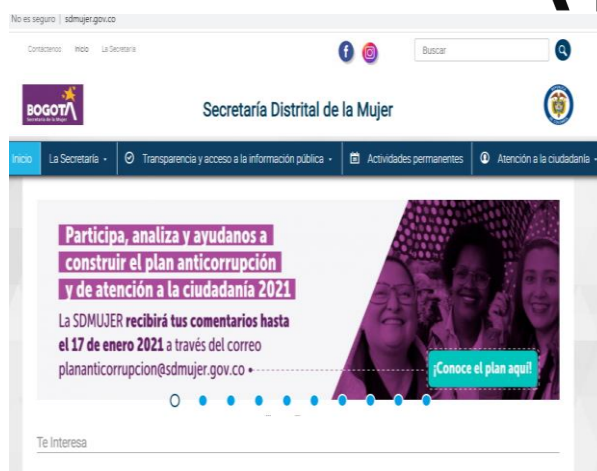 No es seguro | sdmujer.gov.co
Contáctenos Inicio La Secretaría
f
Buscar
BOGOTÁ
Secretaría Distrital de la Mujer
Inicio La Secretaría Transparencia y acceso a la información pública Actividades permanentes Atención a la ciudadanía
Participa, analiza y ayudanos a
construir el plan anticorrupción
y de atención a la ciudadanía 2021
La SDMUJER recibirá tus comentarios hasta
el 17 de enero 2021 a través del correo
plananticorrupcion@sdmujer.gov.co
¡Conoce el plan aquí!
Te Interesa